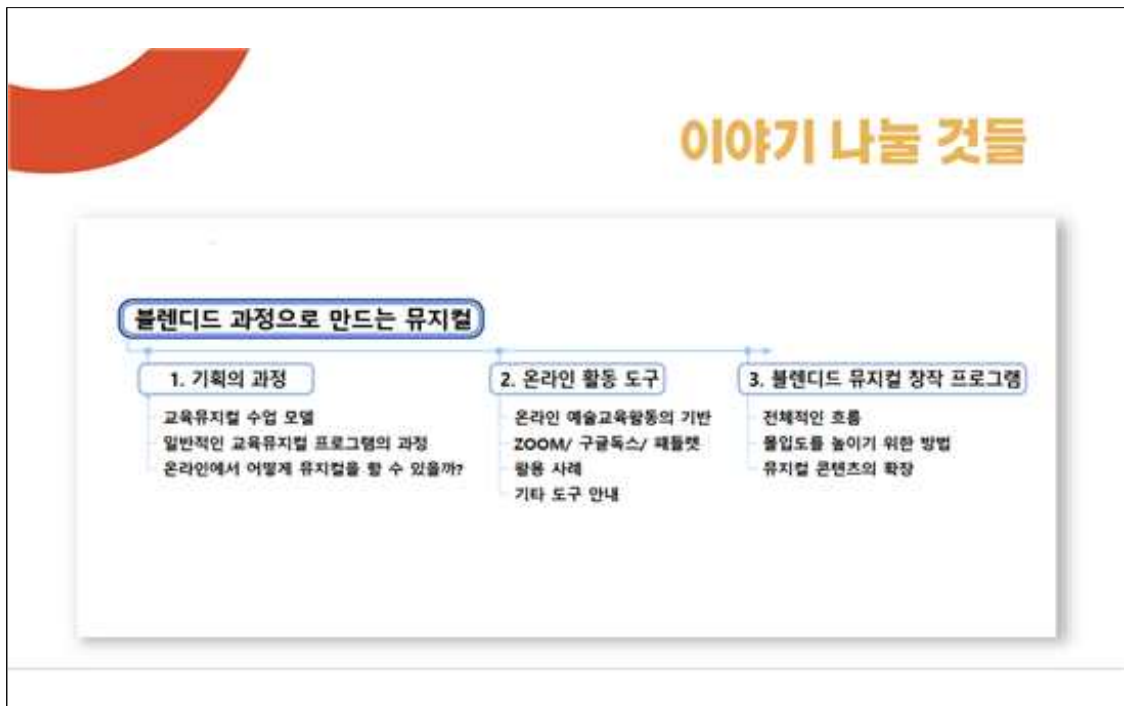 이야기 나눌 것들
블렌디드 과정으로 만드는 뮤지컬
1. 기획의 과정
교육뮤지컬 수업 모델
일반적인 교육뮤지컬 프로그램의 과정
온라인에서 어떻게 뮤지컬을 할 수 있을까?
2. 온라인 활동 도구
온라인 예술교육활동의 기반
ZOOM/ 구글독스/ 패들렛
활용 사례
기타 도구 안내
3. 블렌디드 뮤지컬 창작 프로그램
전체적인 흐름
몰입도를 높이기 위한 방법
뮤지컬 콘텐츠의 확장